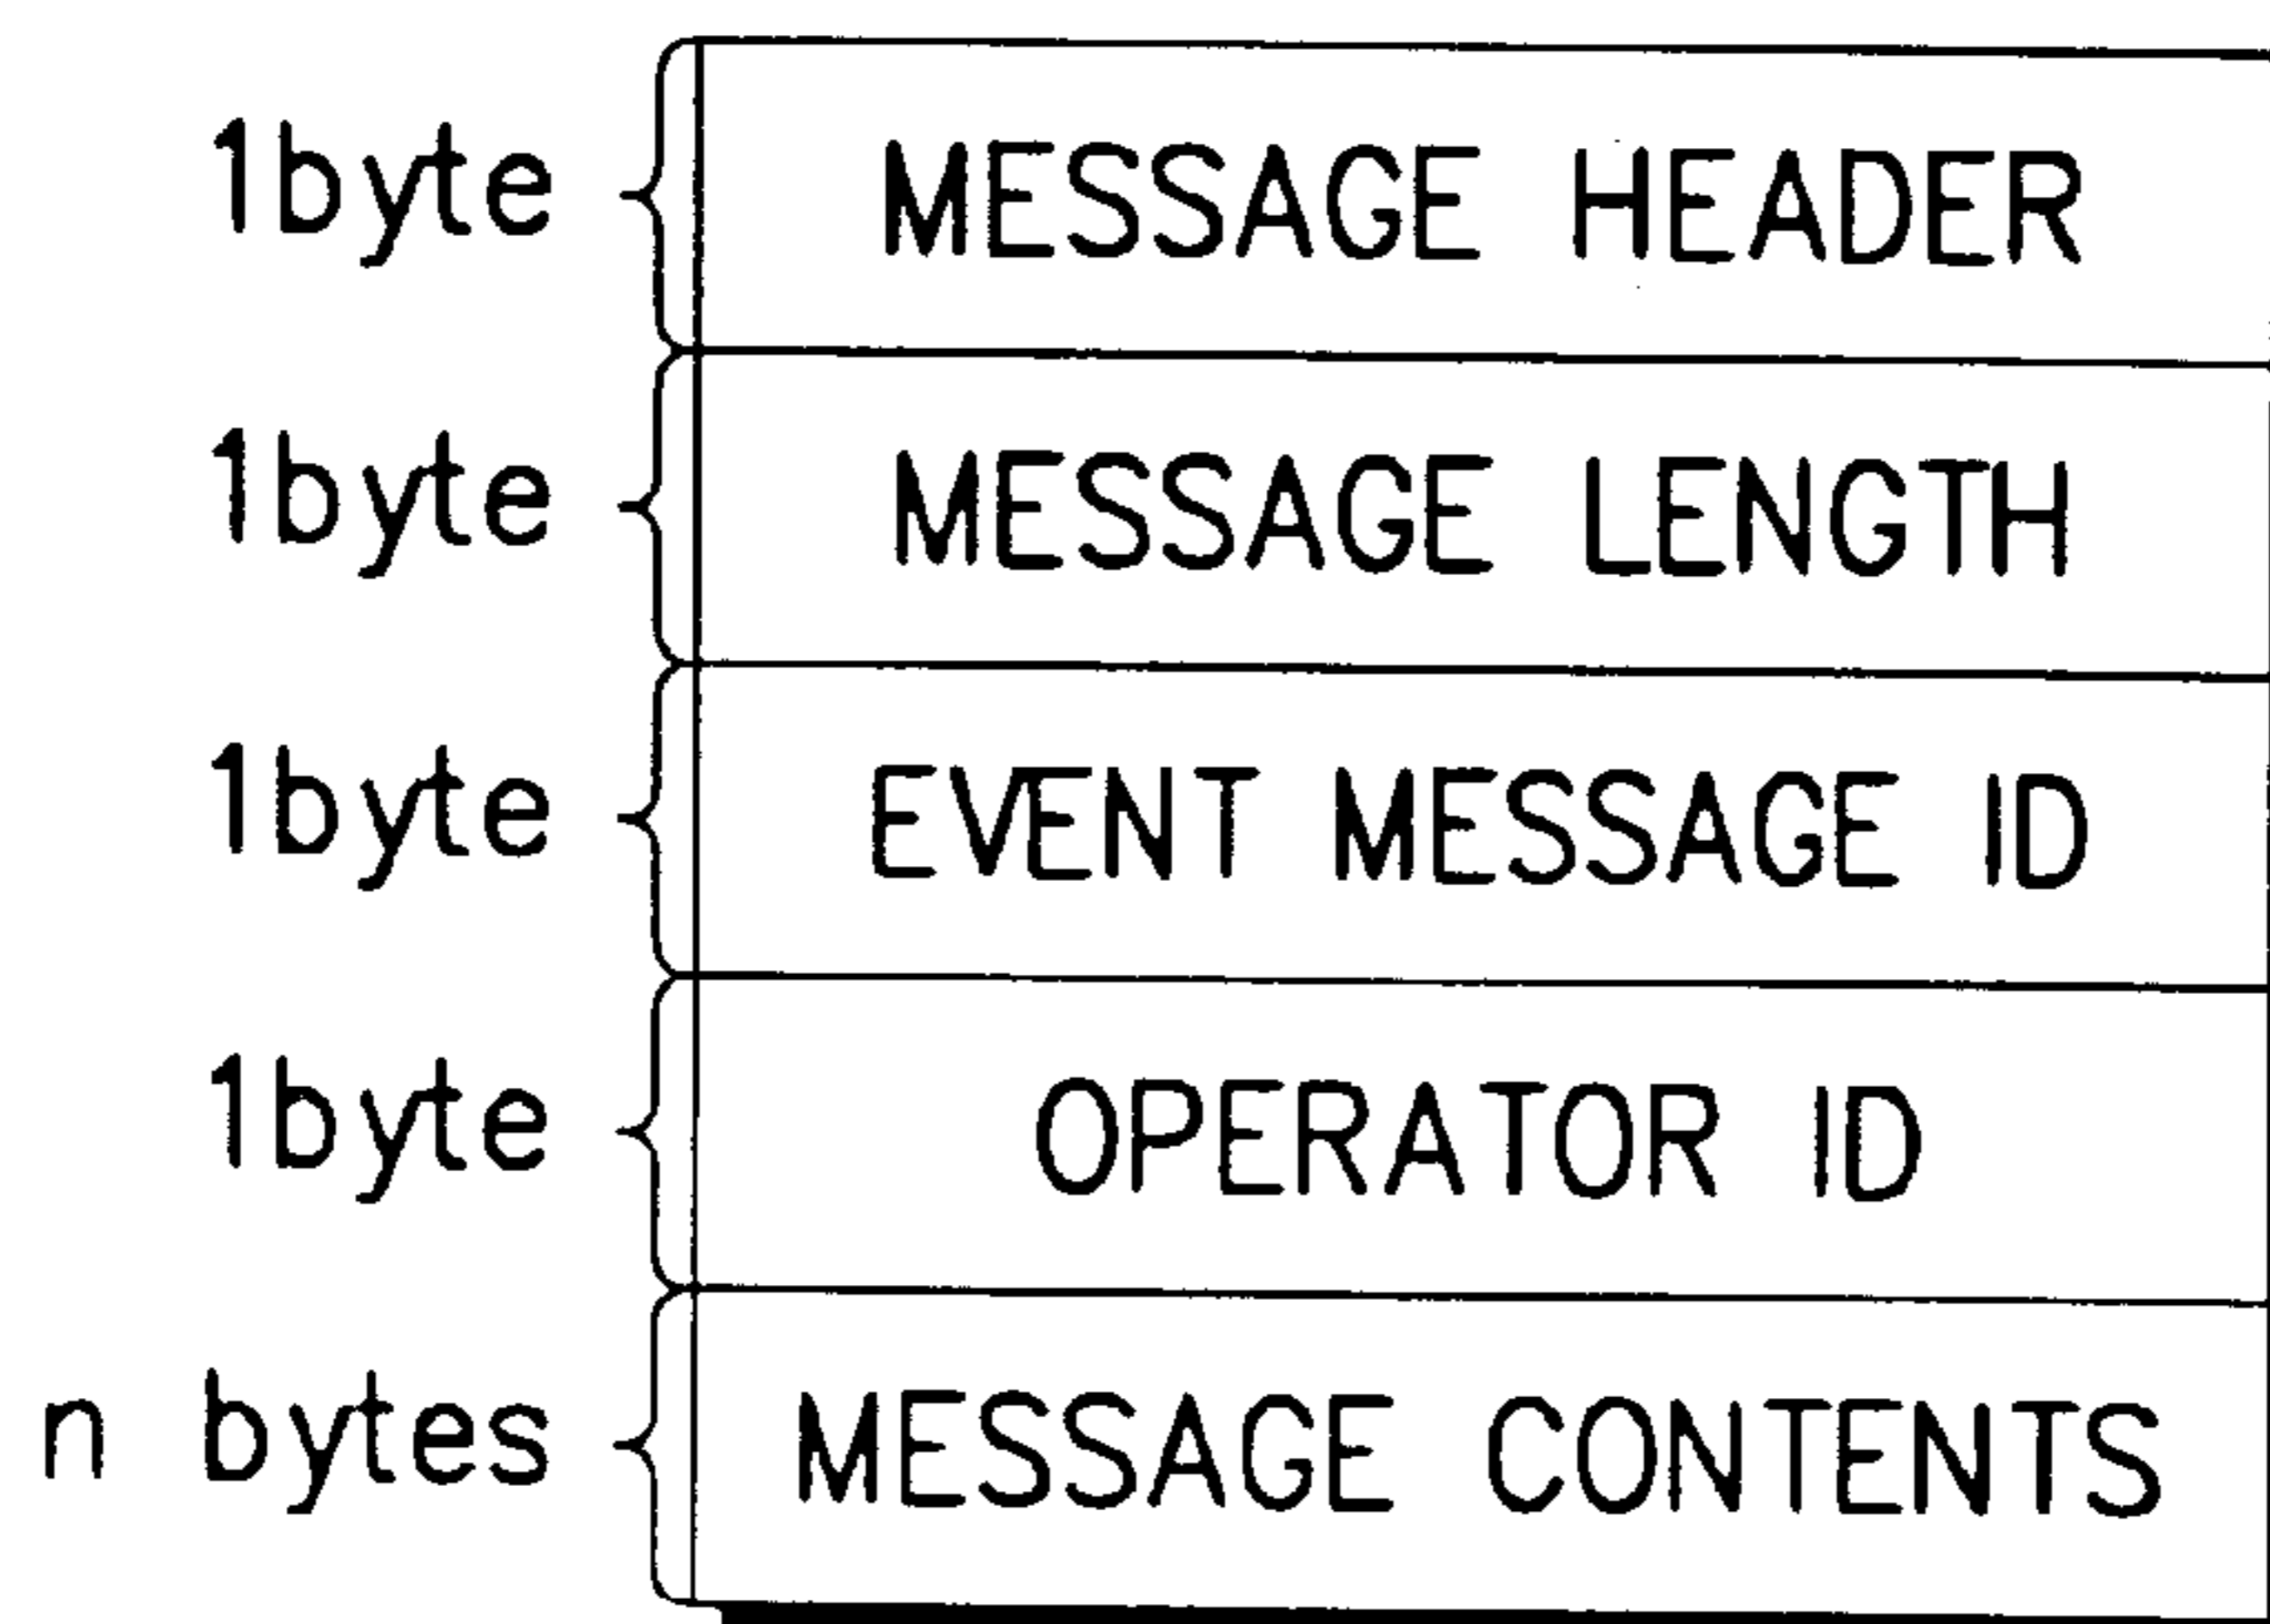 1byte MESSAGE HEADER
1byte MESSAGE LENGTH
1byte EVENT MESSAGE ID
1byte OPERATOR ID
n bytes MESSAGE CONTENTS